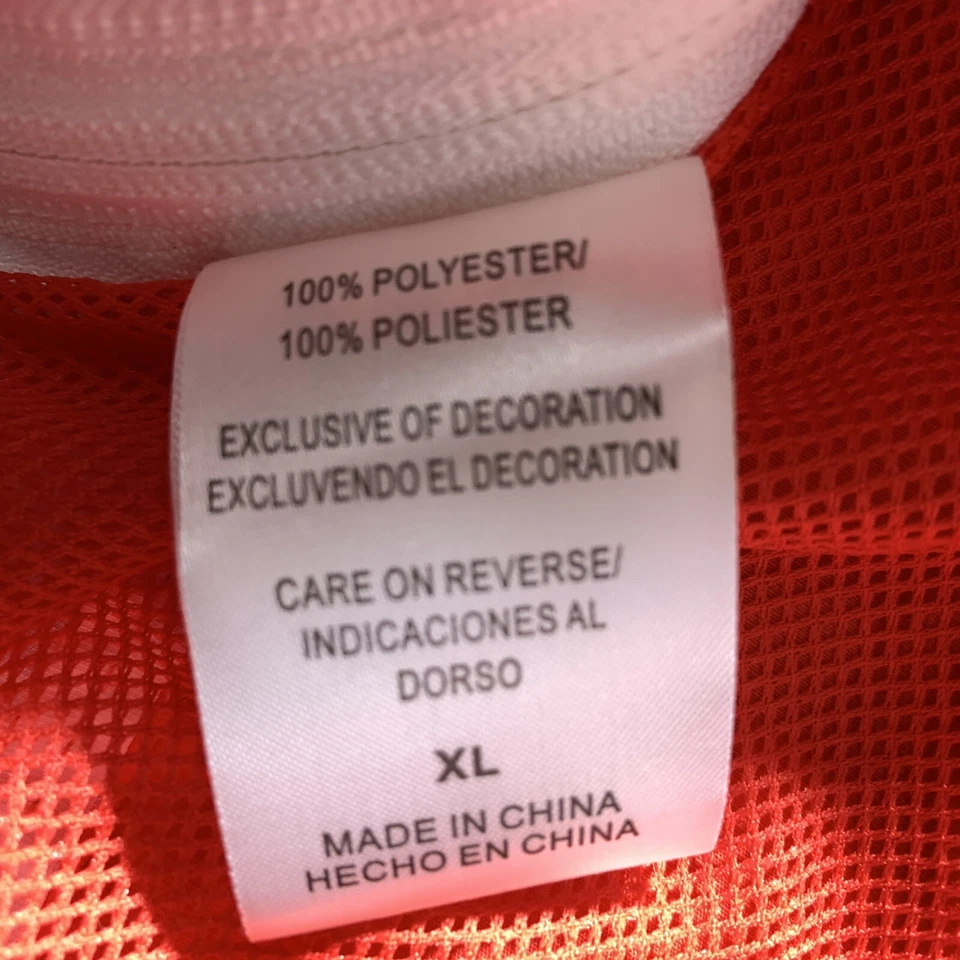 100% POLYESTER/
100% POLIESTER
EXCLUSIVE OF DECORATION
EXCLUVENDO EL DECORATION
CARE ON REVERSE/
INDICACIONES AL
DORSO
XL
MADE IN CHINA
HECHO EN CHINA